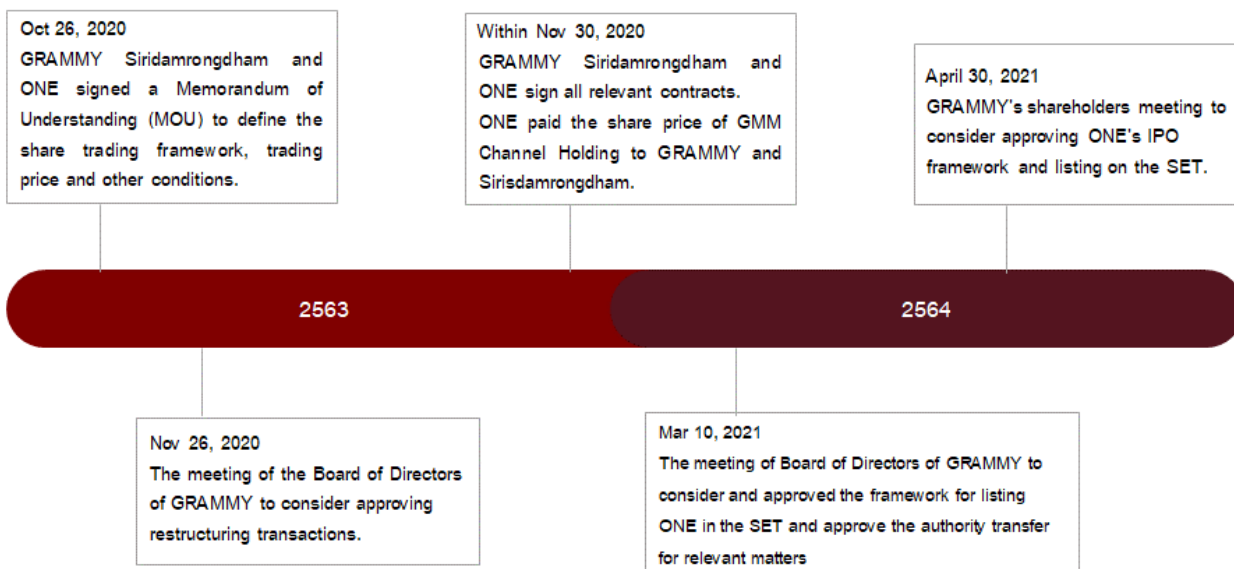 Oct 26, 2020
GRAMMY Siridamrongdham and
ONE signed a Memorandum of
Understanding (MOU) to define the
share trading framework, trading
price and other conditions.
Within Nov 30, 2020
GRAMMY Siridamrongdham and
ONE sign all relevant contracts.
ONE paid the share price of GMM
Channel Holding to GRAMMY and
Sirisdamrongdham.
April 30, 2021
GRAMMY's shareholders meeting to
consider approving ONE's IPO
framework and listing on the SET.
2563
2564
Nov 26, 2020
The meeting of the Board of Directors
of GRAMMY to consider approving
restructuring transactions.
Mar 10, 2021
The meeting of Board of Directors of GRAMMY to
consider and approved the framework for listing
ONE in the SET and approve the authority transfer
for relevant matters